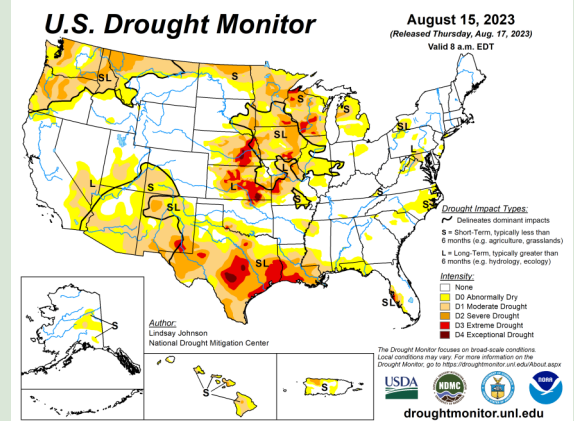 U.S. Drought Monitor
August 15, 2023
(Released Thursday, Aug. 17, 2023)
Valid 8 a.m. EDT
SL
S
S
S
SL
SL
L
L
L
S
SL
L
S
S
S
SL
SL
S
S
S
Drought Impact Types:
Delineates dominant impacts
S = Short-Term, typically less than
6 months (e.g. agriculture, grasslands)
L = Long-Term, typically greater than
6 months (e.g. hydrology, ecology)
Intensity:
None
D0 Abnormally Dry
D1 Moderate Drought
D2 Severe Drought
D3 Extreme Drought
D4 Exceptional Drought
Author:
Lindsay Johnson
National Drought Mitigation Center
The Drought Monitor focuses on broad-scale conditions.
Local conditions may vary. For more information on the
Drought Monitor, go to https://droughtmonitor.unl.edu/About.aspx
USDA
NDMC
NOAA
droughtmonitor.unl.edu